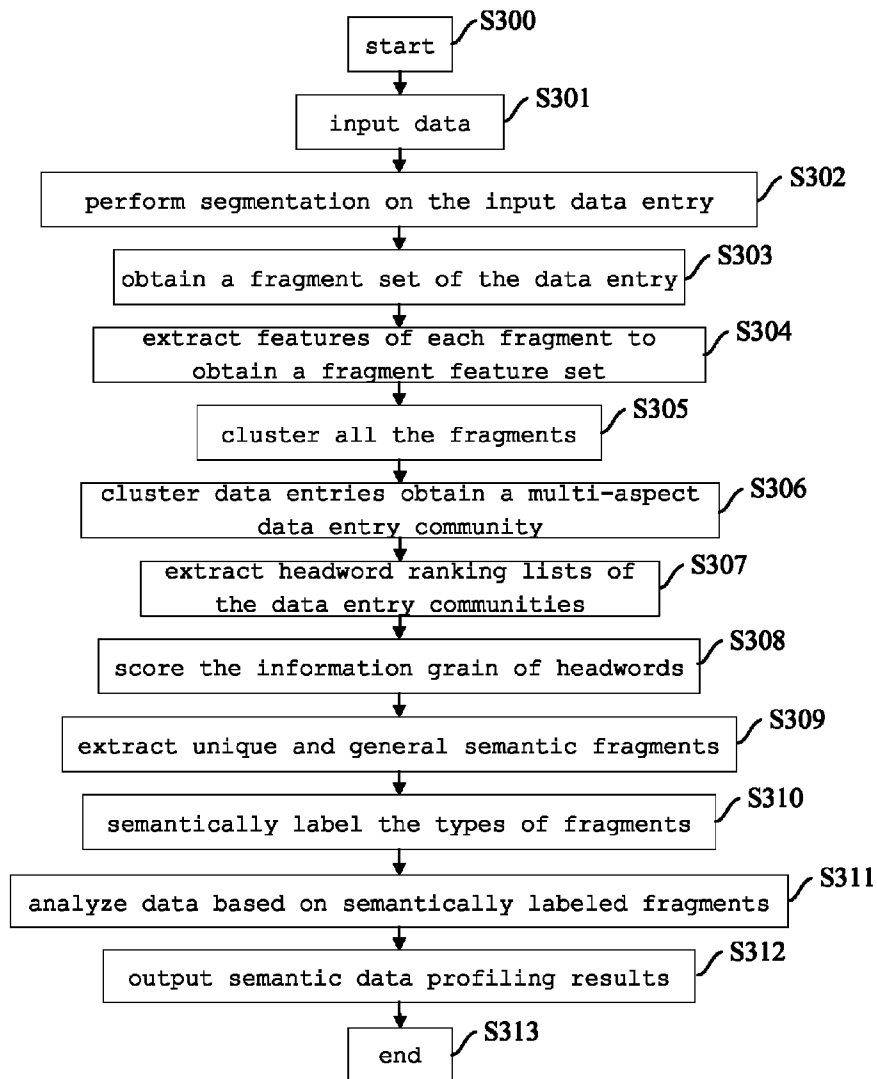 S300
start
S301
input data
S302
perform segmentation on the input data entry
S303
obtain a fragment set of the data entry
S304
extract features of each fragment to
obtain a fragment feature set
S305
cluster all the fragments
S306
cluster data entries obtain a multi-aspect
data entry community
S307
extract headword ranking lists of
the data entry communities
S308
score the information grain of headwords
S309
extract unique and general semantic fragments
S310
semantically label the types of fragments
S311
analyze data based on semantically labeled fragments
S312
output semantic data profiling results
S313
end